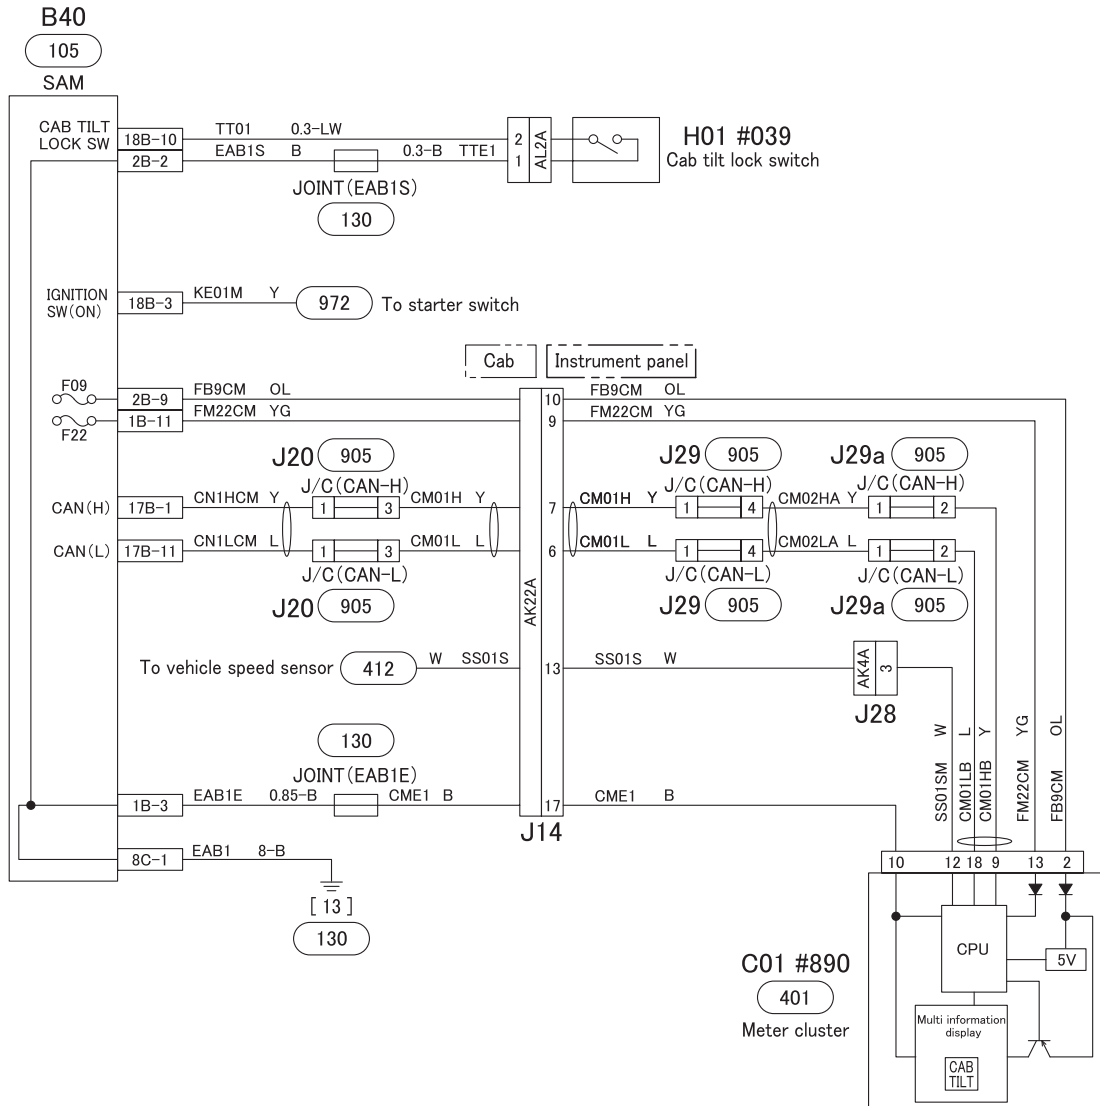 B40
105
SAM
CAB TILT
LOCK SW
18B-10
TT01 0.3-LW
2
2B-2
EAB1S B
0.3-B TTE1
1
AL2A
H01 #039
Cab tilt lock switch
JOINT(EAB1S)
130
IGNITION
SW(ON)
18B-3
KE01M Y
972
To starter switch
Cab
Instrument panel
F09
2B-9
FB9CM OL
10
FB9CM OL
F22
1B-11
FM22CM YG
9
FM22CM YG
J20
905
J/C(CAN-H)
J29
905
J/C(CAN-H)
J29a
905
J/C(CAN-H)
CAN(H)
17B-1
CN1HCM Y
1
3
CM01H Y
7
CM01H Y
1
4
CM02HA Y
1
2
CAN(L)
17B-11
CN1LCM L
1
3
CM01L L
6
CM01L L
1
4
CM02LA L
1
2
J/C(CAN-L)
J20
905
J/C(CAN-L)
J29
905
J/C(CAN-L)
J29a
905
AK22A
To vehicle speed sensor
412
W SS01S
13
SS01S W
AK4A
3
J28
130
JOINT(EAB1E)
1B-3
EAB1E 0.85-B
CME1 B
17
CME1 B
J14
8C-1
EAB1 8-B
[ 13 ]
130
SS01SM W
CM01LB L
CM01HB Y
FM22CM YG
FB9CM OL
10
12
18
9
13
2
CPU
5V
C01 #890
401
Meter cluster
Multi information
display
CAB
TILT